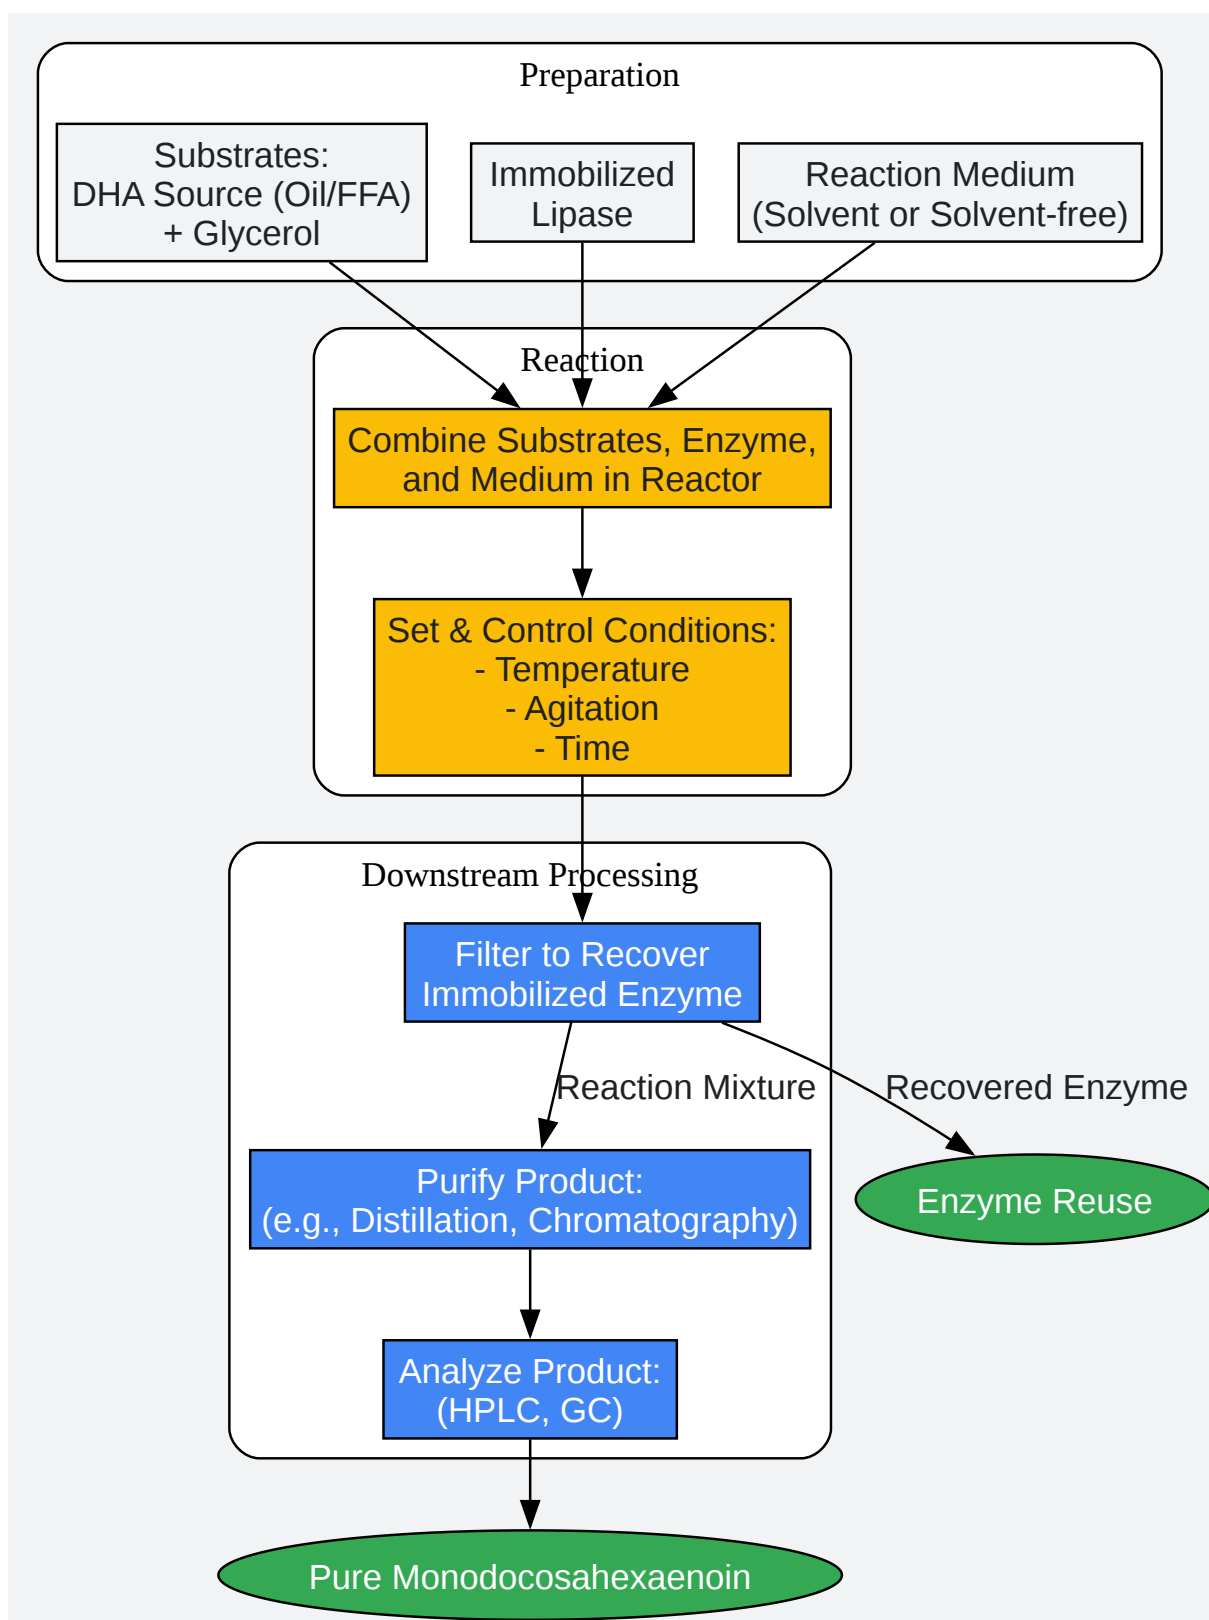 Preparation
Substrates:
DHA Source (Oil/FFA)
+ Glycerol
Immobilized
Lipase
Reaction Medium
(Solvent or Solvent-free)
Reaction
Combine Substrates, Enzyme,
and Medium in Reactor
Set & Control Conditions:
- Temperature
- Agitation
- Time
Downstream Processing
Filter to Recover
Immobilized Enzyme
Reaction Mixture
Recovered Enzyme
Purify Product:
(e.g., Distillation, Chromatography)
Enzyme Reuse
Analyze Product:
(HPLC, GC)
Pure Monodocosahexaenoin